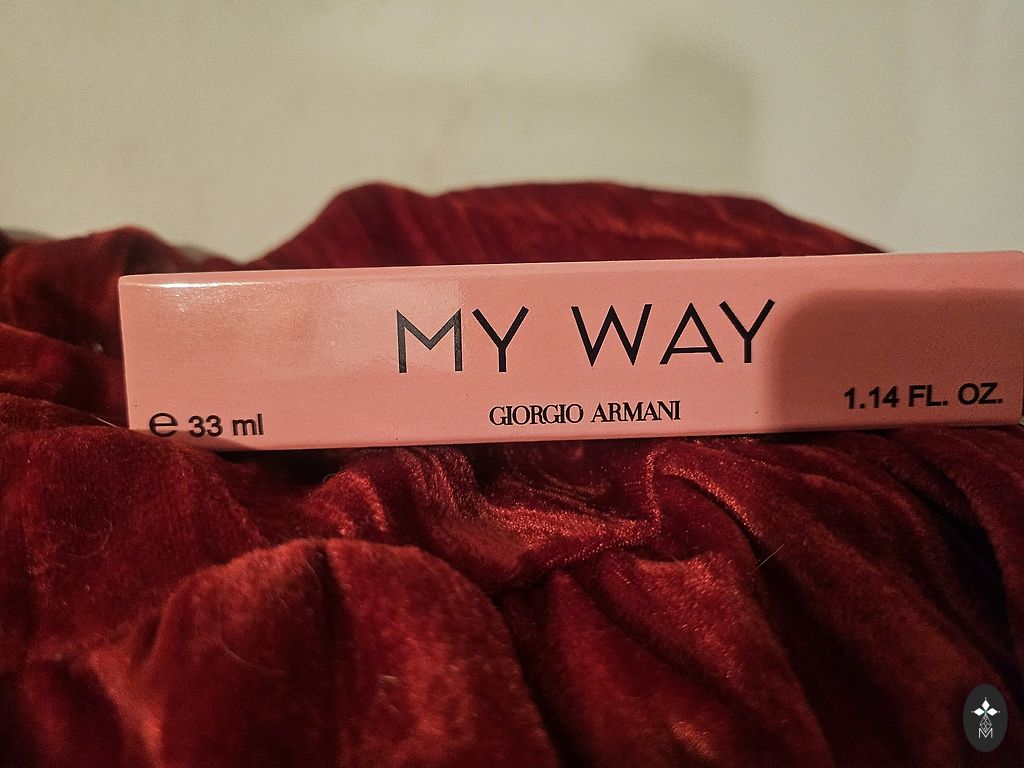 MY WAY
GIORGIO ARMANI
℮ 33 ml
1.14 FL. OZ.
M